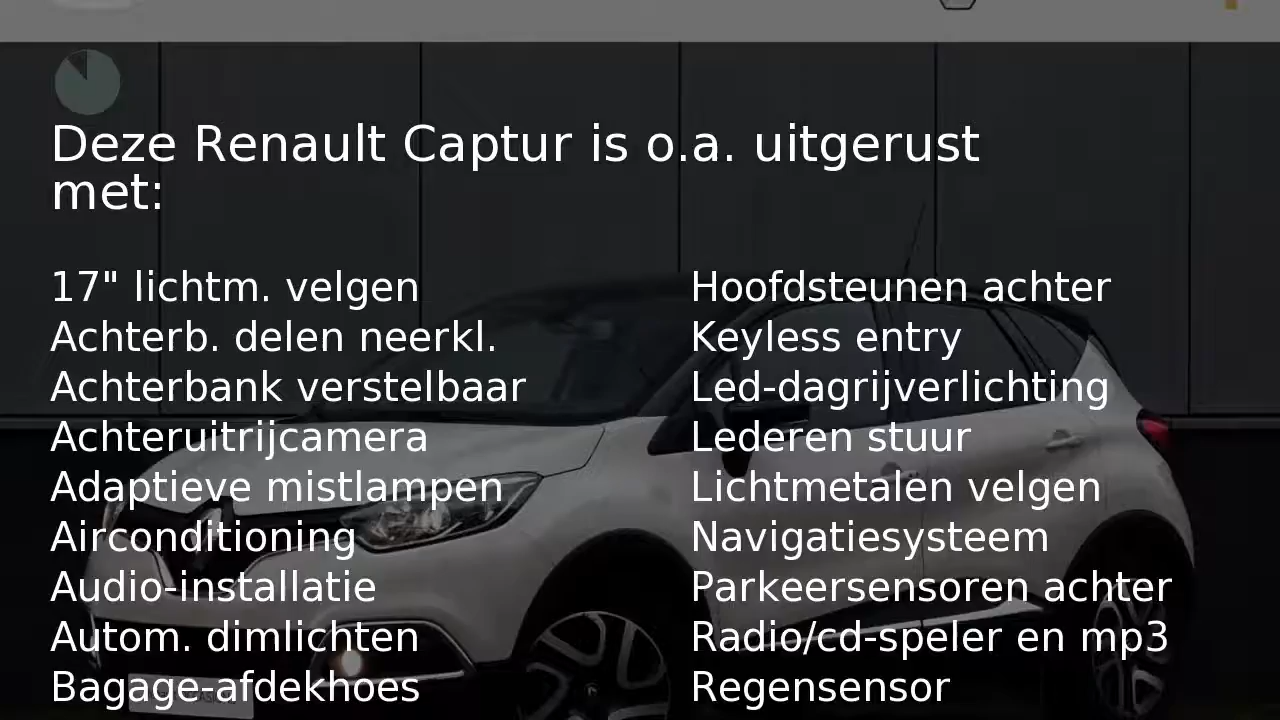 Deze Renault Captur is o.a. uitgerust
met:
17" lichtm. velgen
Achterb. delen neerkl.
Achterbank verstelbaar
Achteruitrijcamera
Adaptieve mistlampen
Airconditioning
Audio-installatie
Autom. dimlichten
Bagage-afdekhoes
Hoofdsteunen achter
Keyless entry
Led-dagrijverlichting
Lederen stuur
Lichtmetalen velgen
Navigatiesysteem
Parkeersensoren achter
Radio/cd-speler en mp3
Regensensor